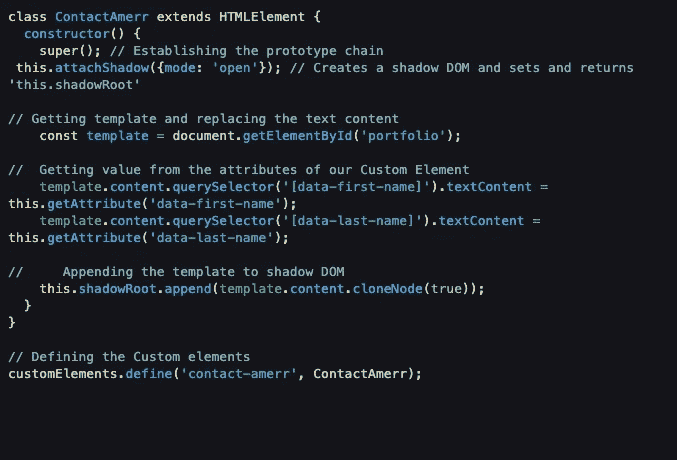 class ContactAmerr extends HTMLElement {
  constructor() {
    super(); // Establishing the prototype chain
 this.attachShadow({mode: 'open'}); // Creates a shadow DOM and sets and returns
'this.shadowRoot'
// Getting template and replacing the text content
    const template = document.getElementById('portfolio');
//  Getting value from the attributes of our Custom Element
    template.content.querySelector('[data-first-name]').textContent =
this.getAttribute('data-first-name');
    template.content.querySelector('[data-last-name]').textContent =
this.getAttribute('data-last-name');
//     Appending the template to shadow DOM
    this.shadowRoot.append(template.content.cloneNode(true));
  }
}
// Defining the Custom elements
customElements.define('contact-amerr', ContactAmerr);